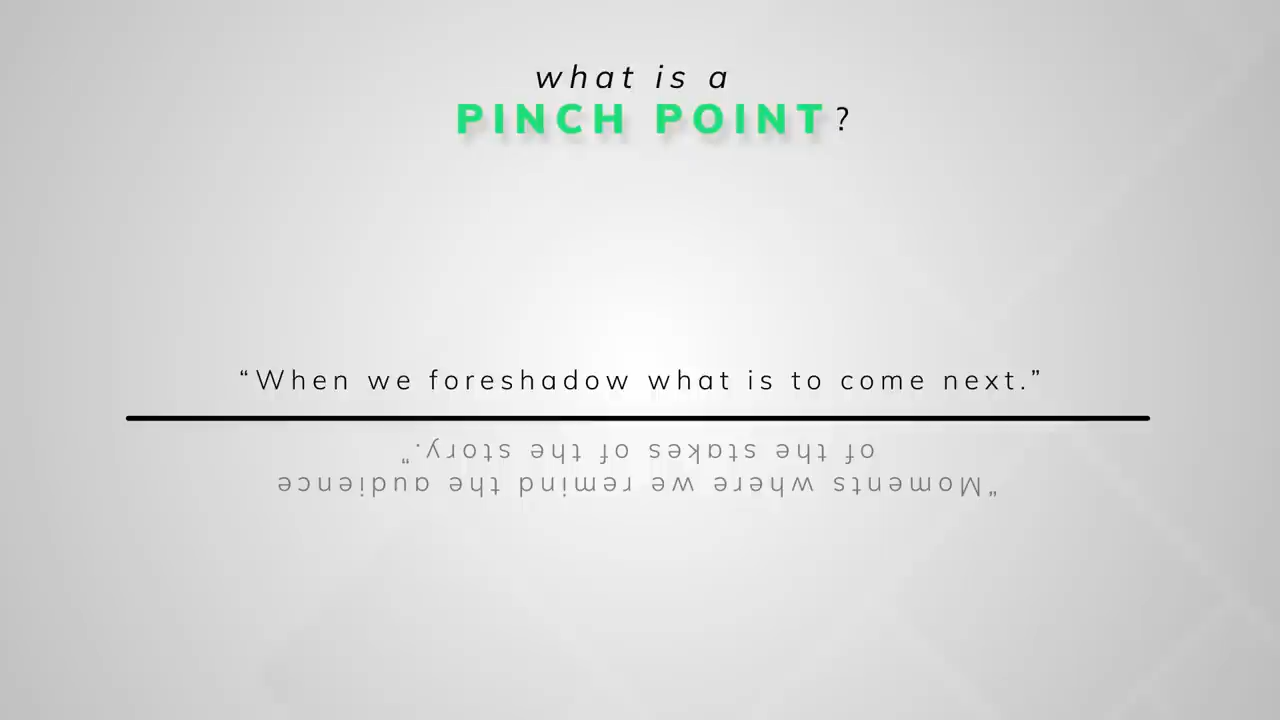 what is a
PINCH POINT?
“When we foreshadow what is to come next.”
“Moments where we remind the audience
of the stakes of the story.”